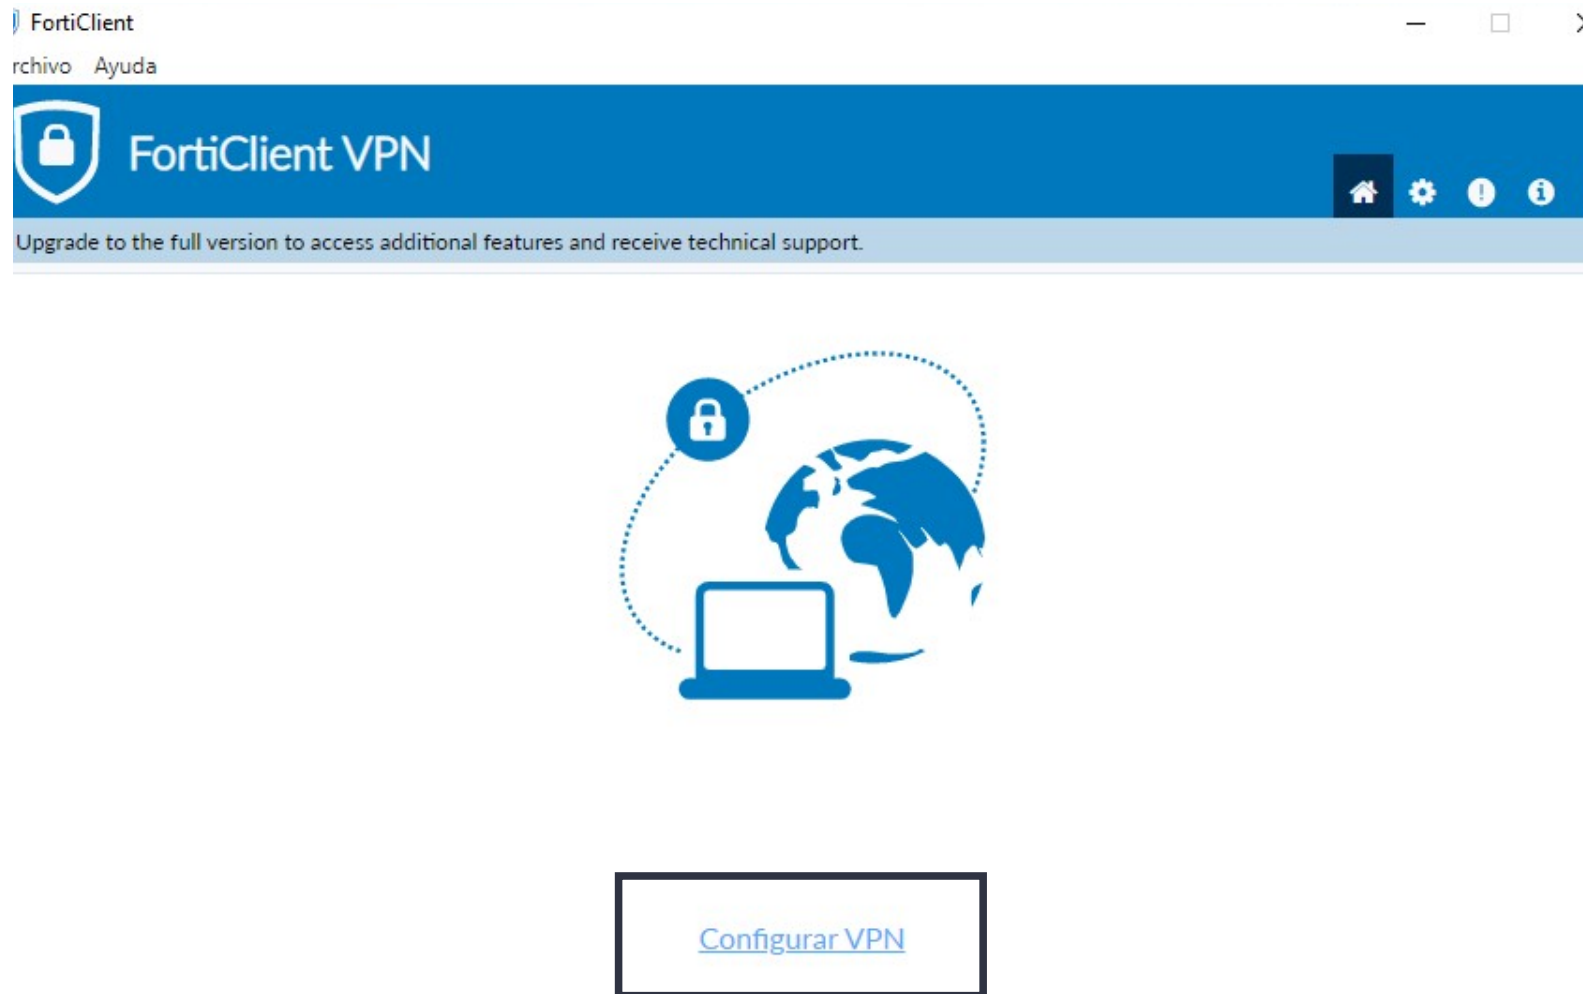 FortiClient
rchivo Ayuda
FortiClient VPN
Upgrade to the full version to access additional features and receive technical support.
Configurar VPN